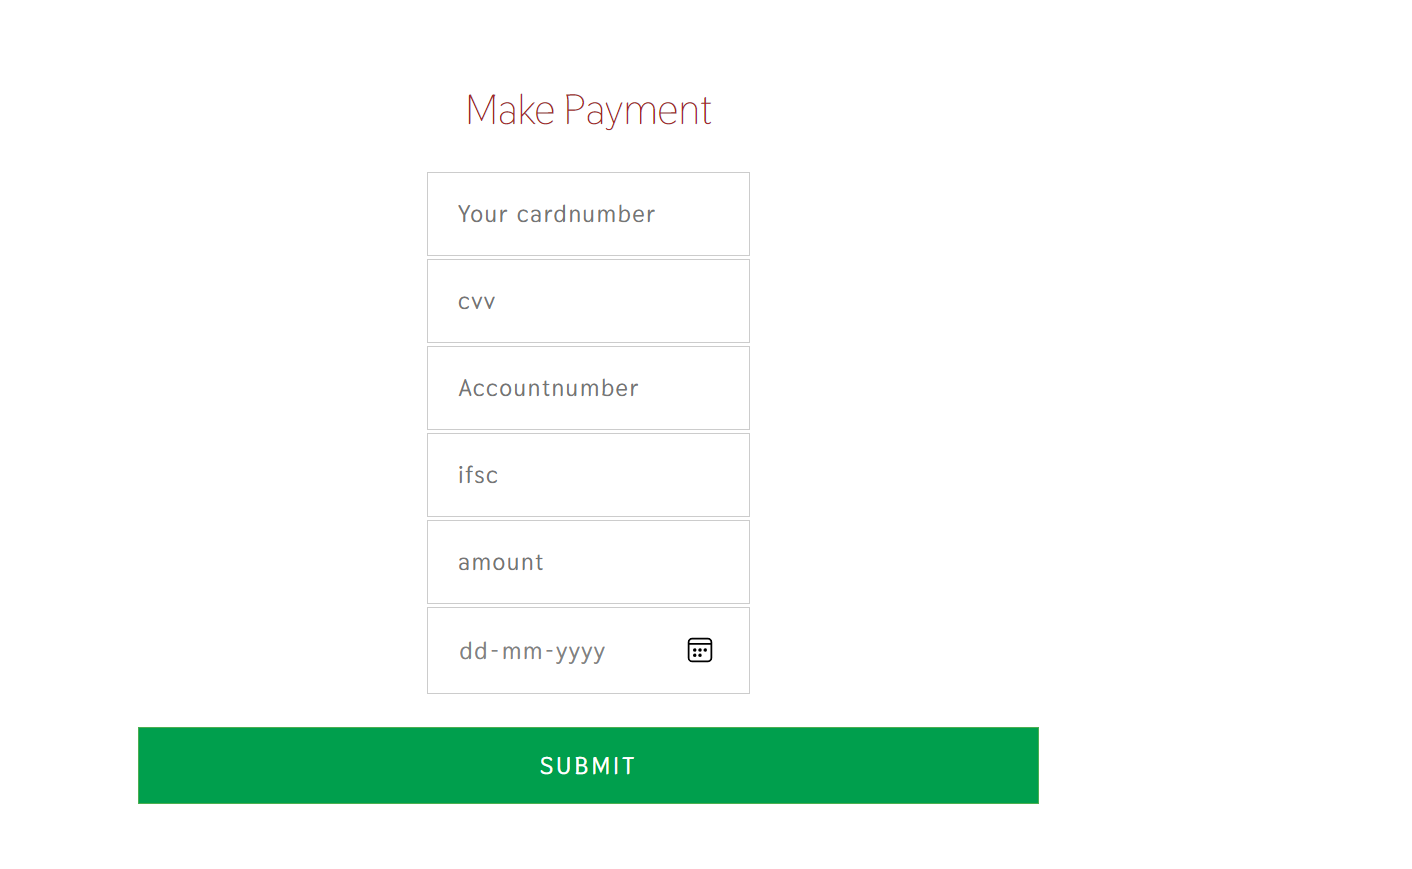 Make Payment
Your cardnumber
cvv
Accountnumber
ifsc
amount
dd-mm-yyyy
SUBMIT